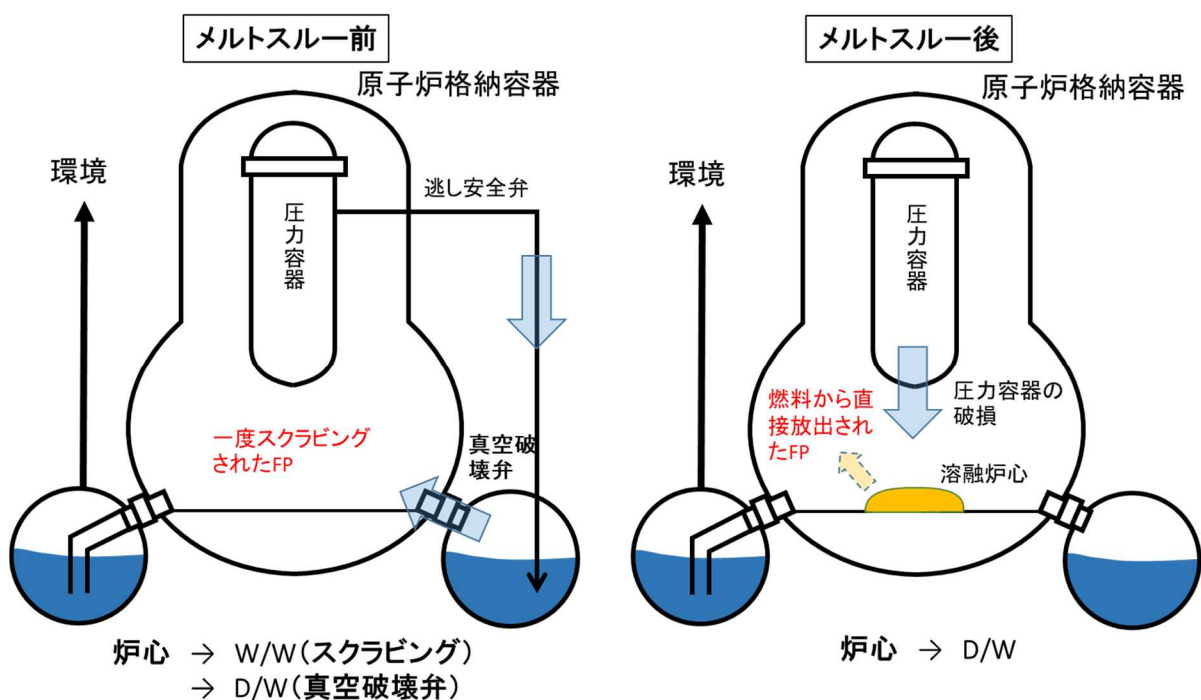 メルトスルー前
原子炉格納容器
環境
逃し安全弁
圧力容器
一度スクラビング
されたFP
真空破
壊弁
炉心 → W/W(スクラビング)
→ D/W(真空破壊弁)
メルトスルー後
原子炉格納容器
環境
圧力容器
圧力容器の
破損
燃料から直
接放出され
たFP
溶融炉心
炉心 → D/W